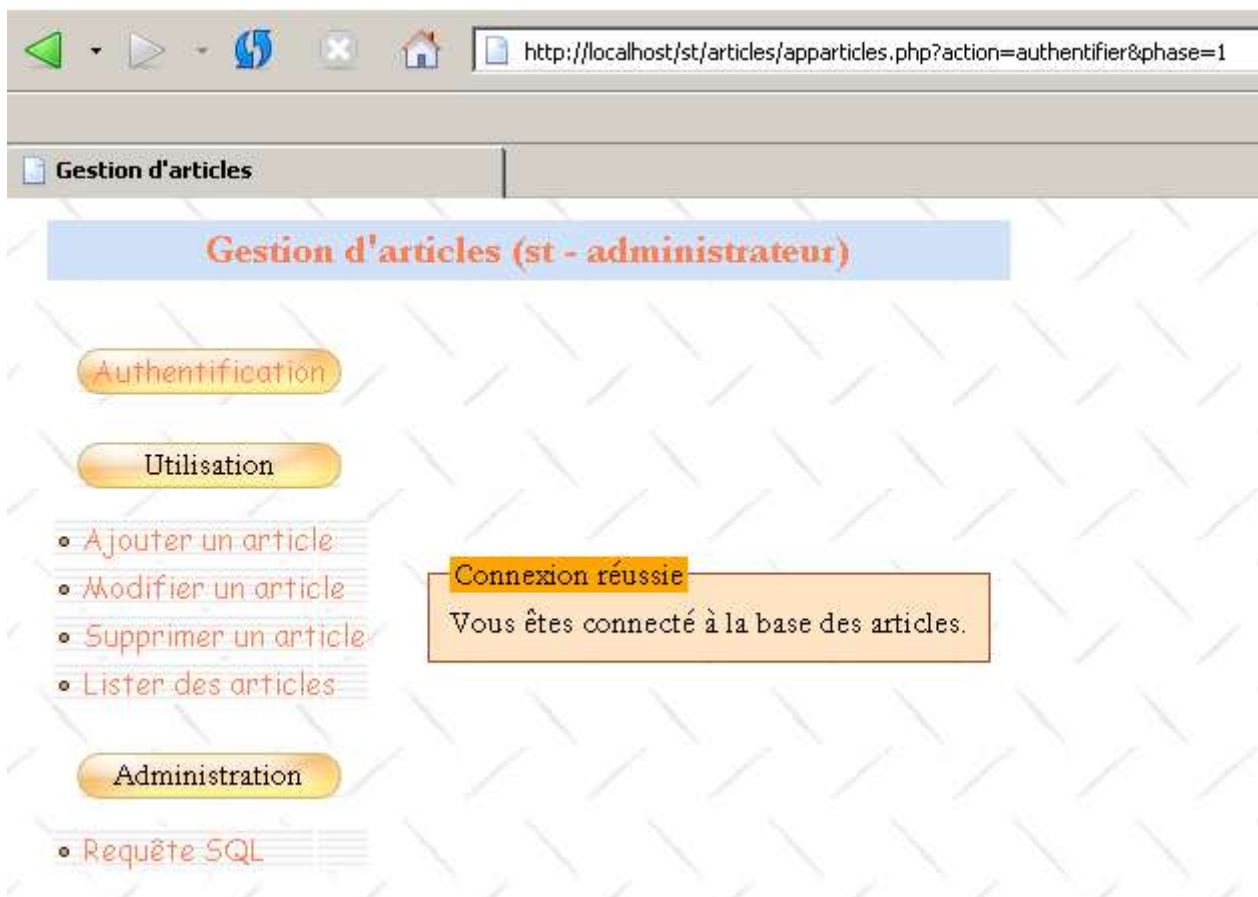 http://localhost/st/articles/apparticles.php?action=authentifier&phase=1
Gestion d'articles
Gestion d'articles (st - administrateur)
Authentification
Utilisation
Ajouter un article
Modifier un article
Supprimer un article
Lister des articles
Connexion réussie
Vous êtes connecté à la base des articles.
Administration
Requête SQL